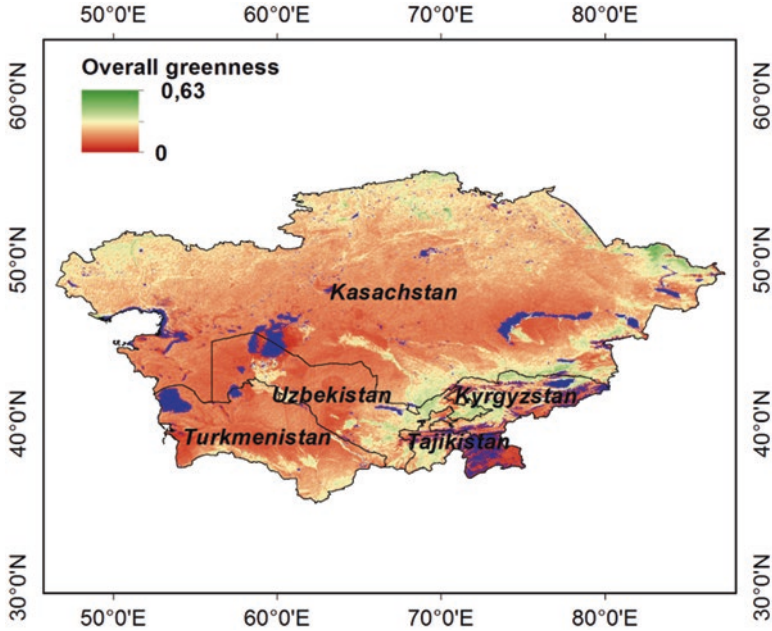 50°0'E 60°0'E 70°0'E 80°0'E
60°0'N 60°0'N
Overall greenness
0,63
0
50°0'N 50°0'N
Kasachstan
Uzbekistan Kyrgyzstan
40°0'N 40°0'N
Turkmenistan Tajikistan
30°0'N 30°0'N
50°0'E 60°0'E 70°0'E 80°0'E